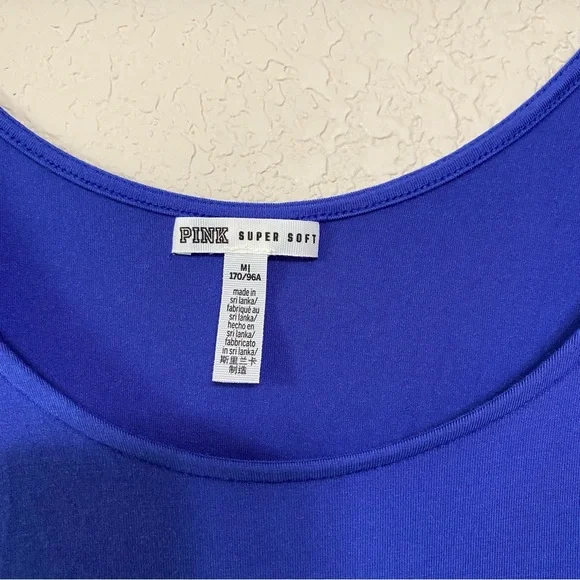 PINK SUPER SOFT
M|
170/96A
made in
sri lanka/
fabriqué au
sri lanka/
hecho en
sri lanka/
fabbricato
in sri lanka/
斯里兰卡
制造